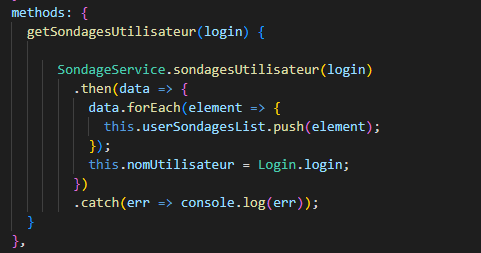 methods: {
getSondagesUtilisateur(login) {
SondageService.sondagesUtilisateur(login)
.then(data => {
data.forEach(element => {
this.userSondagesList.push(element);
});
this.nomUtilisateur = Login.login;
})
.catch(err => console.log(err));
}
},